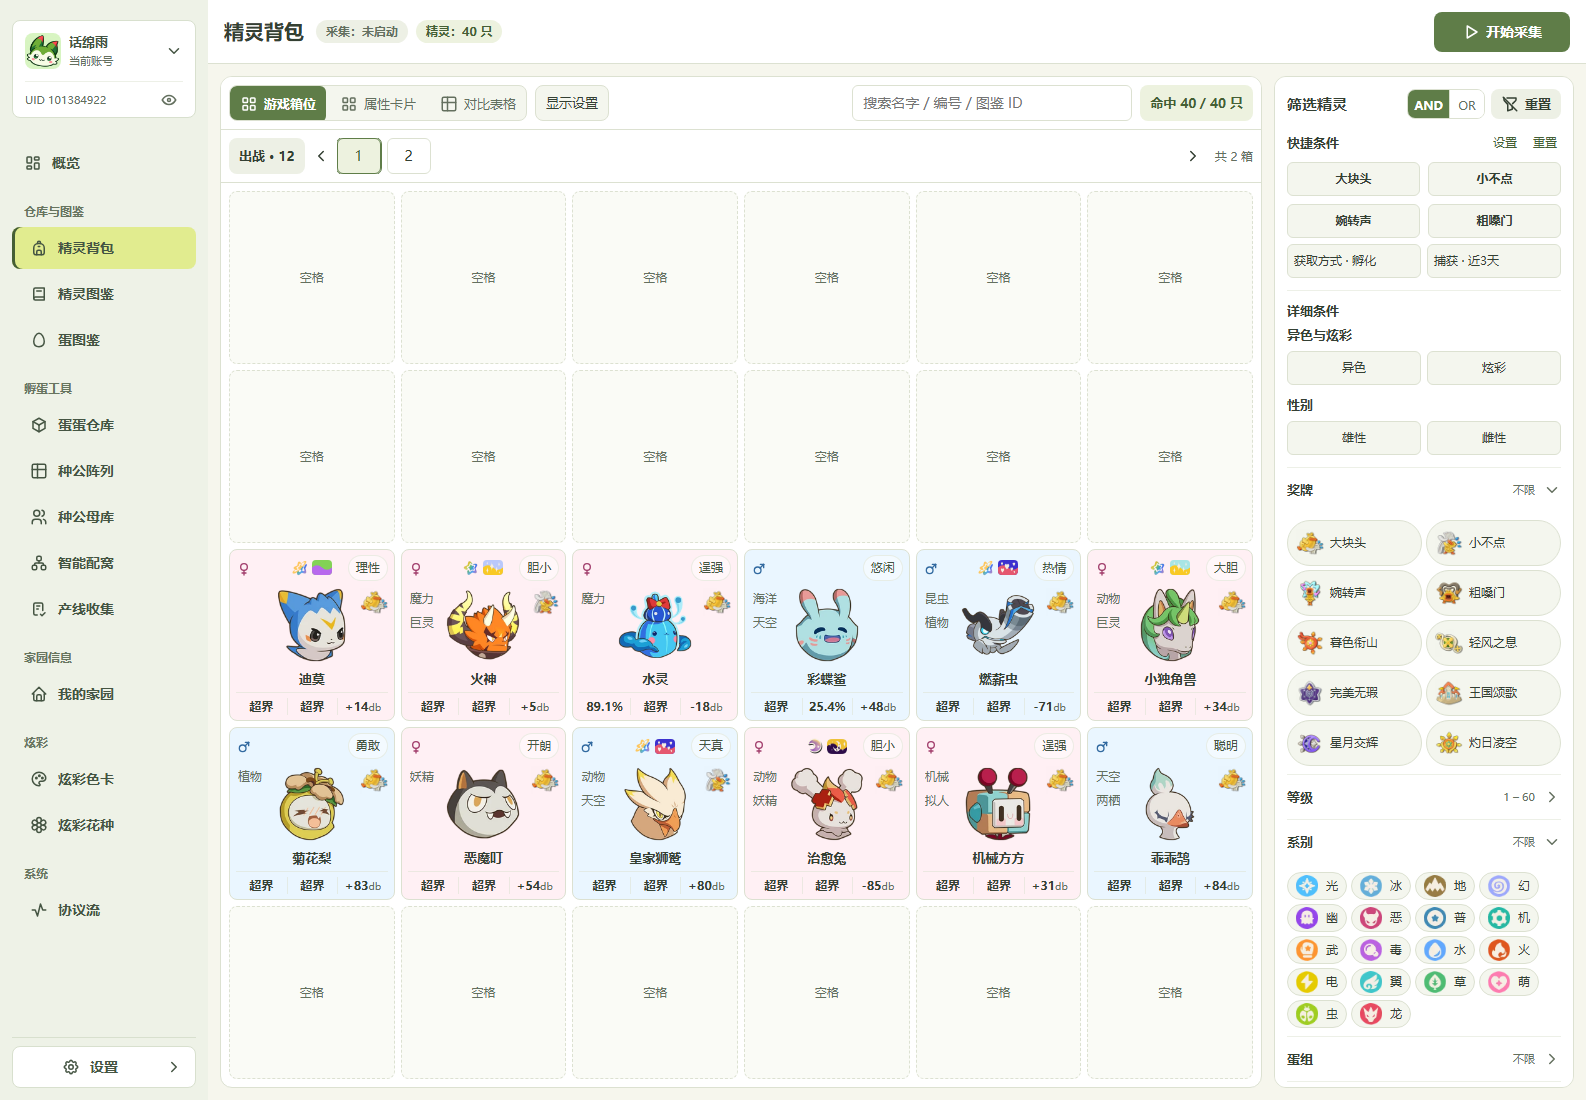 话绵雨
当前账号
UID 101384922
概览
仓库与图鉴
精灵背包
精灵图鉴
蛋图鉴
孵蛋工具
蛋蛋仓库
种公阵列
种公母库
智能配窝
产线收集
家园信息
我的家园
炫彩
炫彩色卡
炫彩花种
系统
协议流
设置
精灵背包 采集：未启动 精灵：40 只
开始采集
游戏箱位 属性卡片 对比表格 显示设置
搜索名字 / 编号 / 图鉴 ID
命中 40 / 40 只
出战 • 12 1 2
共 2 箱
空格 空格 空格 空格 空格 空格
空格 空格 空格 空格 空格 空格
理性
迪莫
超界 超界 +14db
胆小
魔力
巨灵
火神
超界 超界 +5db
逞强
魔力
水灵
89.1% 超界 -18db
悠闲
海洋
天空
彩蝶鲨
超界 25.4% +48db
热情
昆虫
植物
燃薪虫
超界 超界 -71db
大胆
动物
巨灵
小独角兽
超界 超界 +34db
勇敢
植物
菊花梨
超界 超界 +83db
开朗
妖精
恶魔叮
超界 超界 +54db
天真
动物
天空
皇家狮鹫
超界 超界 +80db
胆小
动物
妖精
治愈兔
超界 超界 -85db
逞强
机械
拟人
机械方方
超界 超界 +31db
聪明
天空
两栖
乖乖鹄
超界 超界 +84db
空格 空格 空格 空格 空格 空格
筛选精灵 AND OR 重置
快捷条件 设置 重置
大块头 小不点
婉转声 粗嗓门
获取方式 · 孵化 捕获 · 近3天
详细条件
异色与炫彩
异色 炫彩
性别
雄性 雌性
奖牌 不限
大块头 小不点
婉转声 粗嗓门
暮色衔山 轻风之息
完美无瑕 王国颂歌
星月交辉 灼日凌空
等级 1 – 60
系别 不限
光 冰 地 幻
幽 恶 普 机
武 毒 水 火
电 翼 草 萌
虫 龙
蛋组 不限